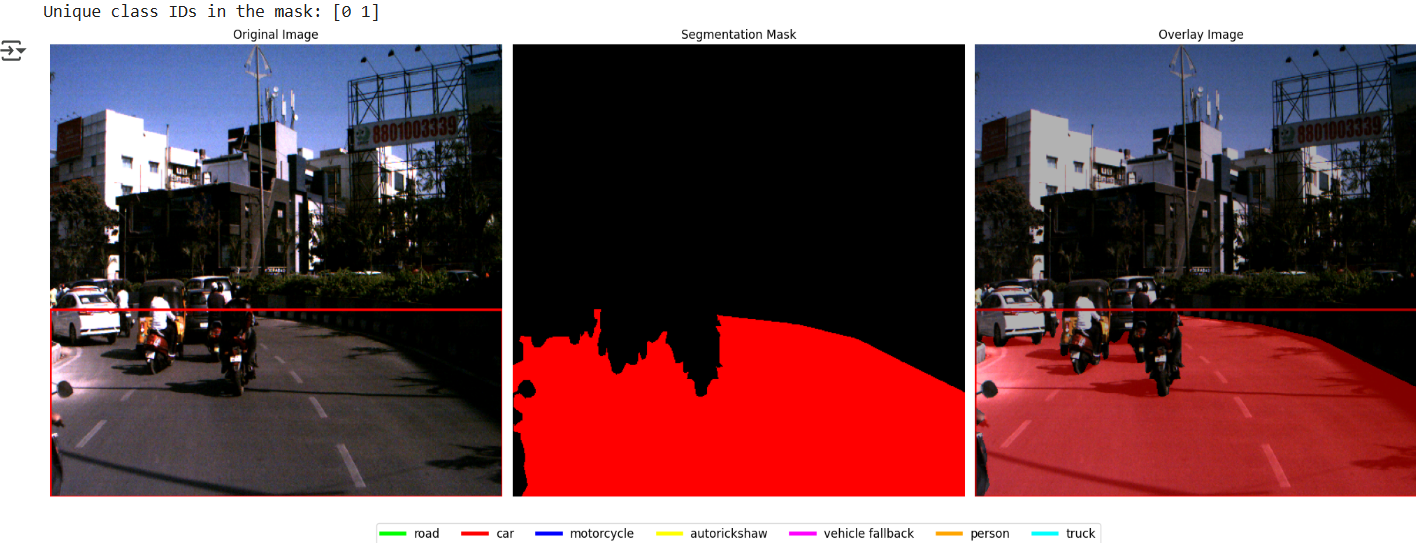 Unique class IDs in the mask: [0 1]
Original Image
Segmentation Mask
Overlay Image
8801003339
8801003339
road car motorcycle autorickshaw vehicle fallback person truck